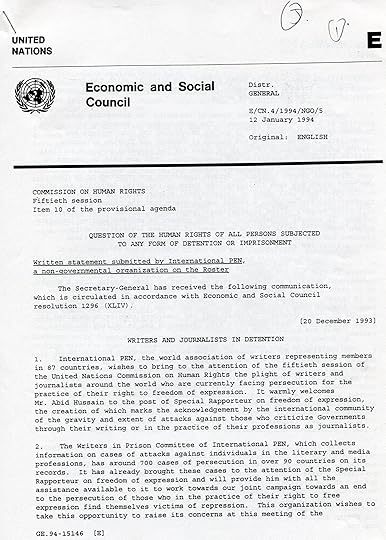 UNITED
NATIONS
E
Economic and Social
Council
Distr.
GENERAL
E/CN.4/1994/NGO/5
12 January 1994
Original: ENGLISH
COMMISSION ON HUMAN RIGHTS
Fiftieth session
Item 10 of the provisional agenda
QUESTION OF THE HUMAN RIGHTS OF ALL PERSONS SUBJECTED
TO ANY FORM OF DETENTION OR IMPRISONMENT
Written statement submitted by International PEN,
a non-governmental organization on the Roster
The Secretary-General has received the following communication,
which is circulated in accordance with Economic and Social Council
resolution 1296 (XLIV).
[20 December 1993]
WRITERS AND JOURNALISTS IN DETENTION
1. International PEN, the world association of writers representing members
in 87 countries, wishes to bring to the attention of the fiftieth session of
the United Nations Commission on Human Rights the plight of writers and
journalists around the world who are currently facing persecution for the
practice of their right to freedom of expression. It warmly welcomes
Mr. Abid Hussain to the post of Special Rapporteur on freedom of expression,
the creation of which marks the acknowledgement by the international community
of the gravity and extent of attacks against those who criticize Governments
through their writing or in the practice of their professions as journalists.
2. The Writers in Prison Committee of International PEN, which collects
information on cases of attacks against individuals in the literary and media
professions, has around 700 cases of persecution in over 90 countries on its
records. It has already brought these cases to the attention of the Special
Rapporteur on freedom of expression and will provide him with all the
assistance available to it to work towards our joint campaign towards an end
to the persecution of those who in the practice of their right to free
expression find themselves victims of repression. This organization wishes to
take this opportunity to raise its concerns at this meeting of the
GE.94-15146 [E]